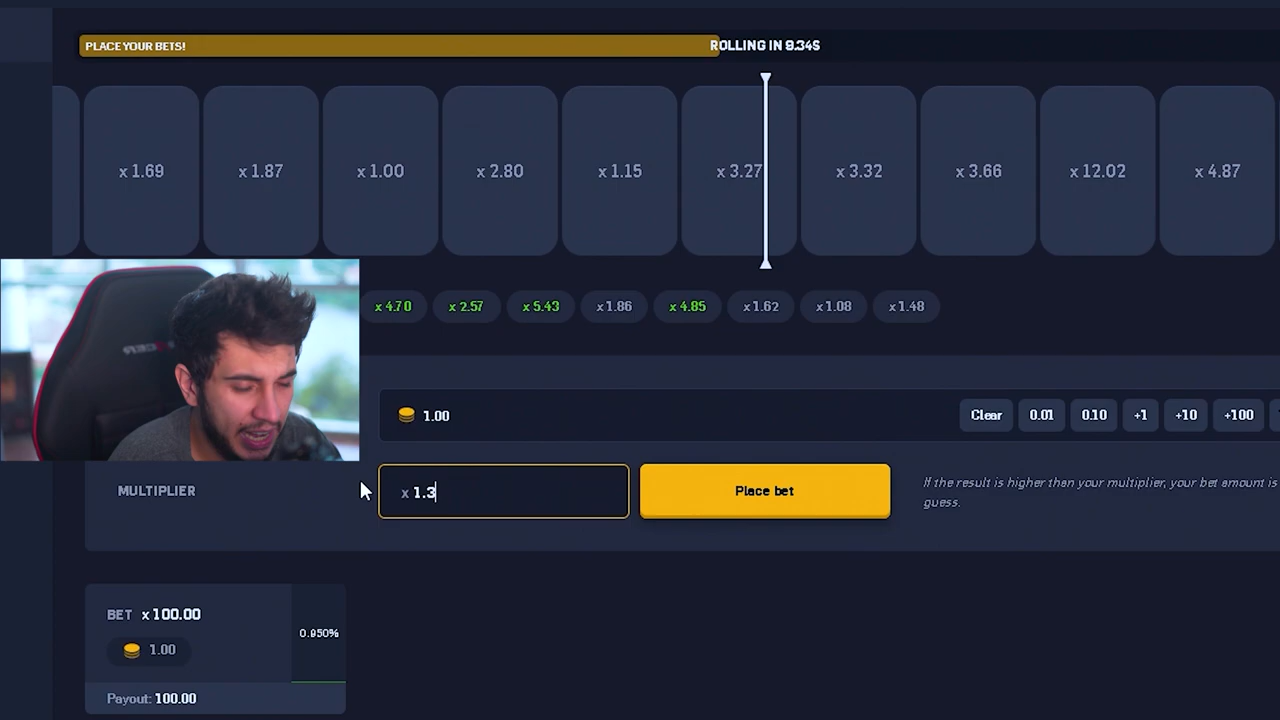 PLACE YOUR BETS!
ROLLING IN 9.34S
x 1.69
x 1.87
x 1.00
x 2.80
x 1.15
x 3.27
x 3.32
x 3.66
x 12.02
x 4.87
x 4.70
x 2.57
x 5.43
x 1.86
x 4.85
x 1.62
x 1.08
x 1.48
1.00
Clear
0.01
0.10
+1
+10
+100
MULTIPLIER
x 1.3
Place bet
If the result is higher than your multiplier, your bet amount is
guess.
BET x 100.00
0.950%
1.00
Payout: 100.00